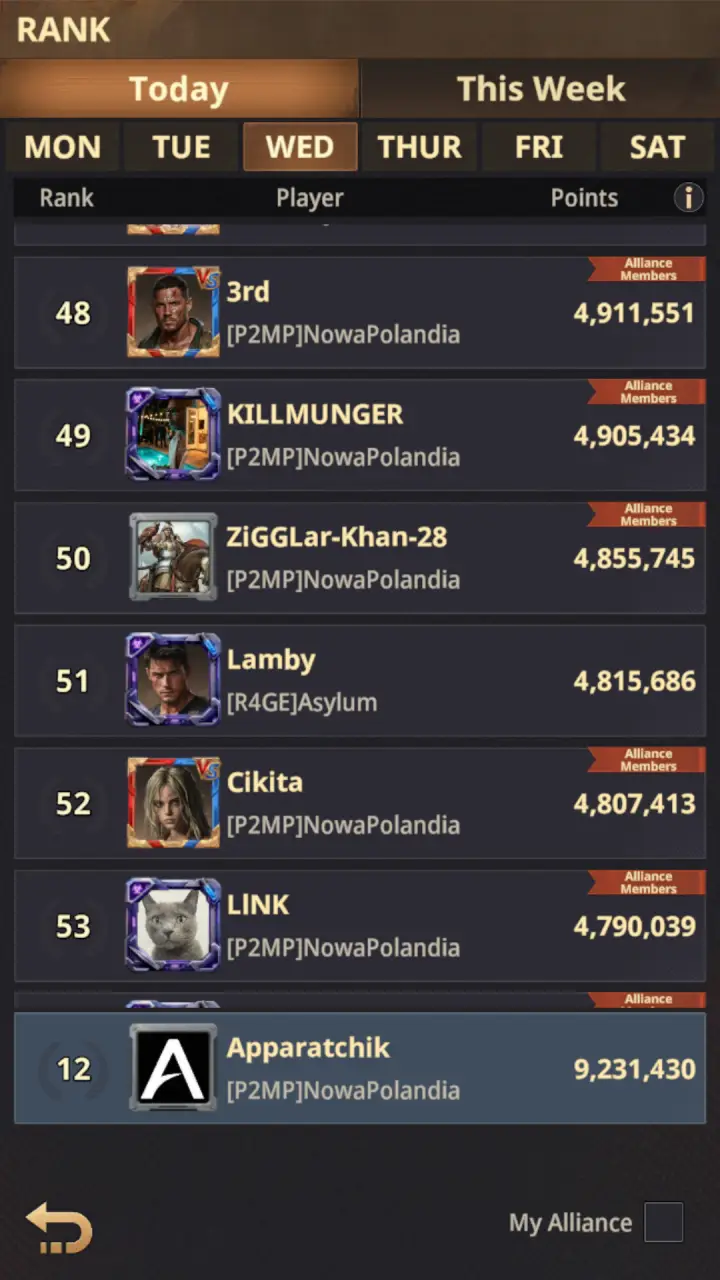 RANK
Today
This Week
MON
TUE
WED
THUR
FRI
SAT
Rank
Player
Points
i
48
VS
3rd
[P2MP]NowaPolandia
Alliance
Members
4,911,551
49
KILLMUNGER
[P2MP]NowaPolandia
Alliance
Members
4,905,434
50
ZiGGLar-Khan-28
[P2MP]NowaPolandia
Alliance
Members
4,855,745
51
Lamby
[R4GE]Asylum
4,815,686
52
VS
Cikita
[P2MP]NowaPolandia
Alliance
Members
4,807,413
53
LINK
[P2MP]NowaPolandia
Alliance
Members
4,790,039
Alliance
12
A
Apparatchik
[P2MP]NowaPolandia
9,231,430
My Alliance